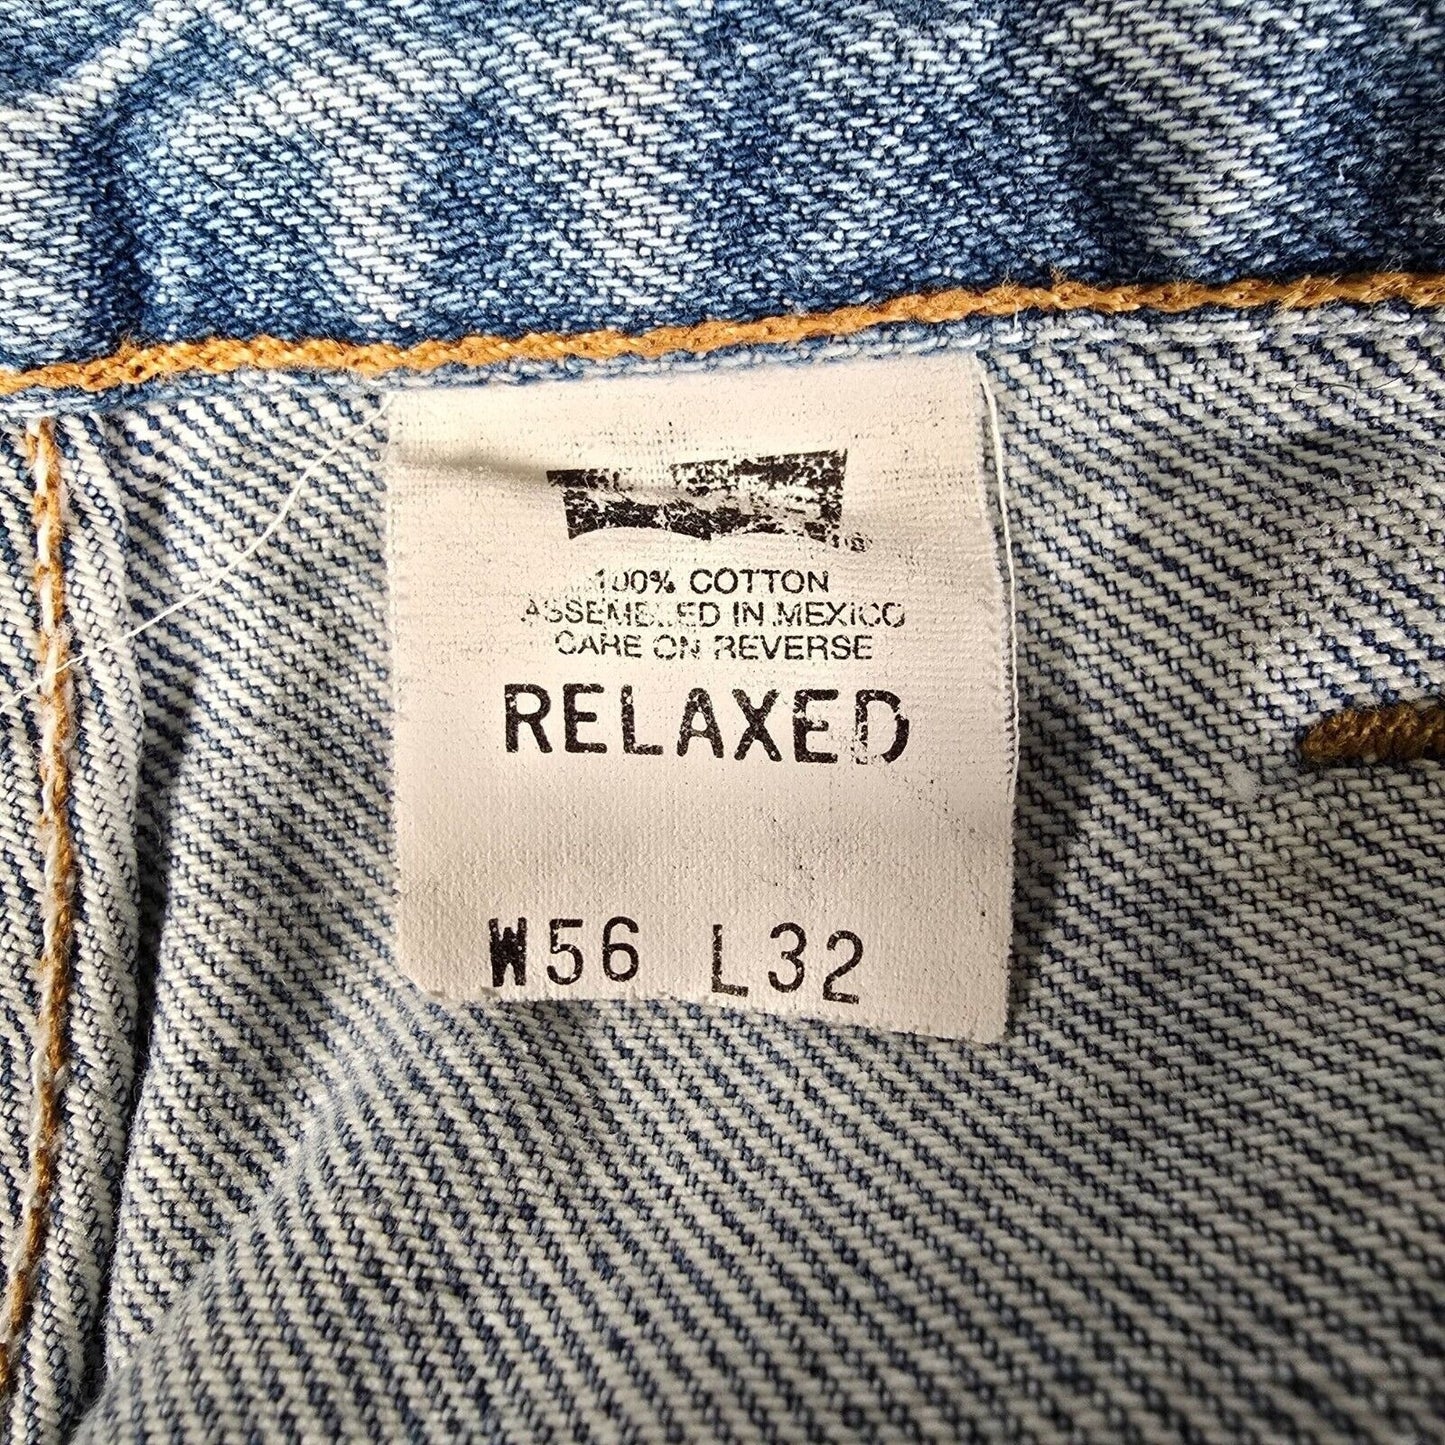 100% COTTON
ASSEMBLED IN MEXICO
CARE ON REVERSE
RELAXED
W56 L32